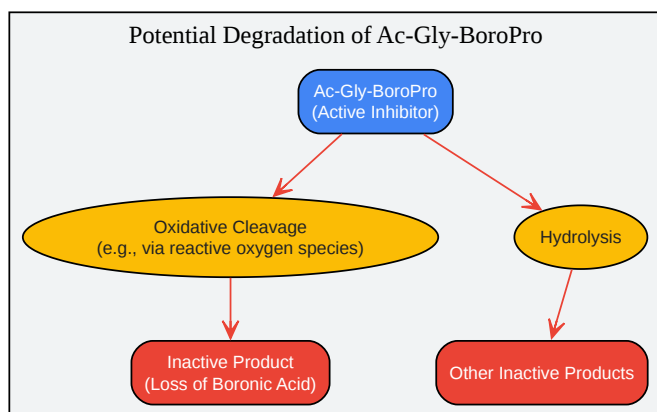 Potential Degradation of Ac-Gly-BoroPro
Ac-Gly-BoroPro
(Active Inhibitor)
Oxidative Cleavage
(e.g., via reactive oxygen species)
Hydrolysis
Inactive Product
(Loss of Boronic Acid)
Other Inactive Products